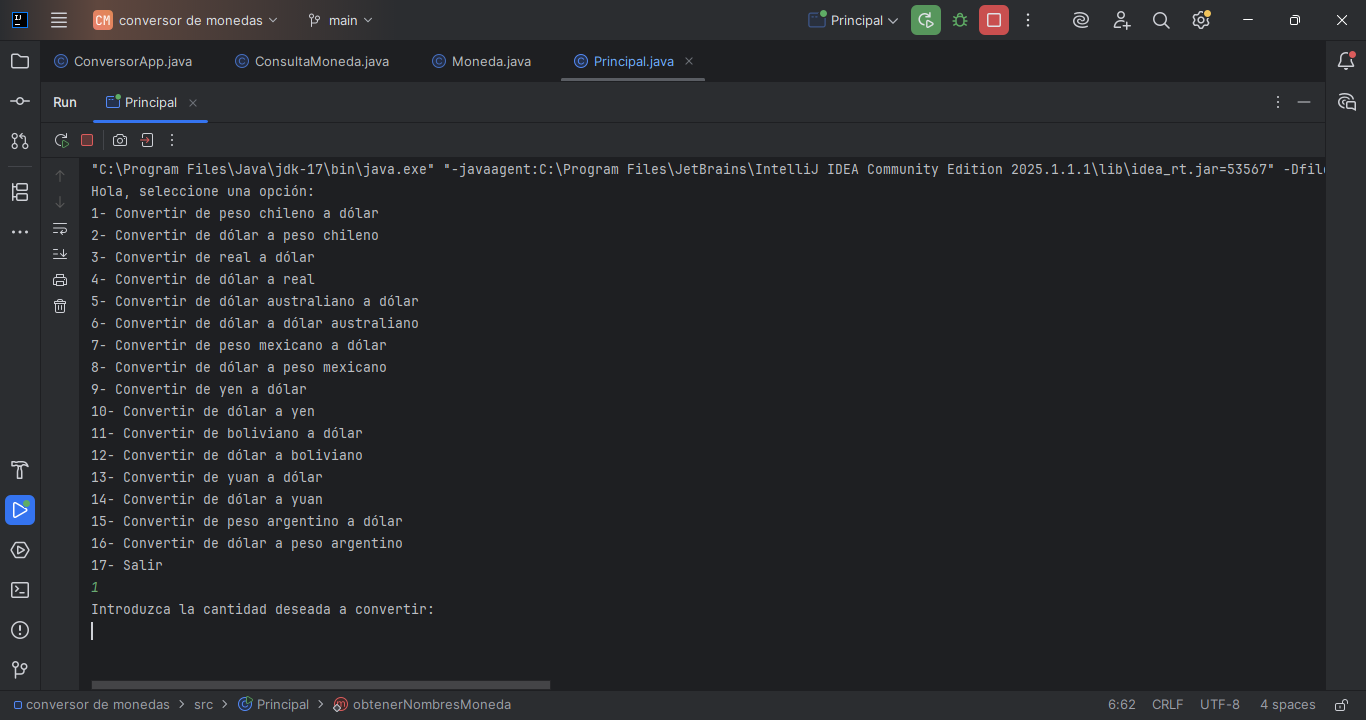 CM conversor de monedas main Principal
ConversorApp.java ConsultaMoneda.java Moneda.java Principal.java
Run Principal
"C:\Program Files\Java\jdk-17\bin\java.exe" "-javaagent:C:\Program Files\JetBrains\IntelliJ IDEA Community Edition 2025.1.1.1\lib\idea_rt.jar=53567" -Dfile
Hola, seleccione una opción:
1- Convertir de peso chileno a dólar
2- Convertir de dólar a peso chileno
3- Convertir de real a dólar
4- Convertir de dólar a real
5- Convertir de dólar australiano a dólar
6- Convertir de dólar a dólar australiano
7- Convertir de peso mexicano a dólar
8- Convertir de dólar a peso mexicano
9- Convertir de yen a dólar
10- Convertir de dólar a yen
11- Convertir de boliviano a dólar
12- Convertir de dólar a boliviano
13- Convertir de yuan a dólar
14- Convertir de dólar a yuan
15- Convertir de peso argentino a dólar
16- Convertir de dólar a peso argentino
17- Salir
1
Introduzca la cantidad deseada a convertir:
conversor de monedas > src > Principal > obtenerNombresMoneda 6:62 CRLF UTF-8 4 spaces